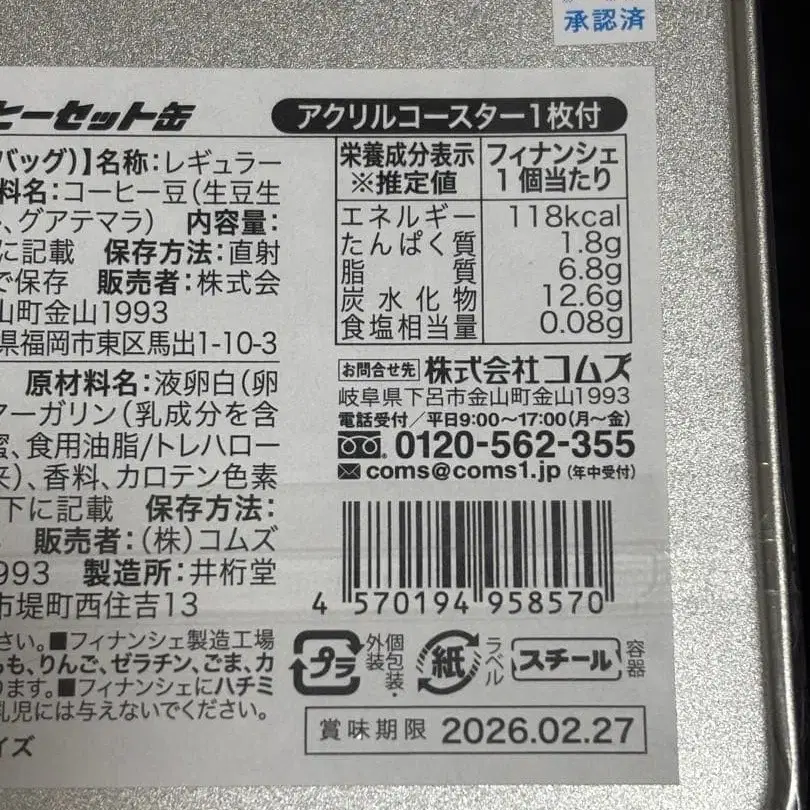 承認済
ヒーセット缶
アクリルコースター1枚付
バッグ)】名称:レギュラー
料名:コーヒー豆(生豆生
、グアテマラ) 内容量:
に記載 保存方法:直射
で保存 販売者:株式会
山町金山1993
県福岡市東区馬出1-10-3
栄養成分表示 フィナンシェ
※推定値 1個当たり
エネルギー 118kcal
たんぱく質 1.8g
脂質 6.8g
炭水化物 12.6g
食塩相当量 0.08g
原材料名:液卵白(卵
マーガリン(乳成分を含
蜜、食用油脂/トレハロー
来)、香料、カロテン色素
下に記載 保存方法:
販売者:(株)コムズ
993 製造所:井桁堂
市堤町西住吉13
お問合せ先 株式会社コムズ
岐阜県下呂市金山町金山1993
電話受付/平日9:00〜17:00(月〜金)
0120-562-355
coms@coms1.jp(年中受付)
4 570194 958570
さい。■フィナンシェ製造工場
もも、りんご、ゼラチン、ごま、カ
ります。■フィナンシェにハチミ
乳児には与えないでください。
イズ
プラ 個包装・外装
紙 ラベル
スチール 容器
賞味期限 2026.02.27